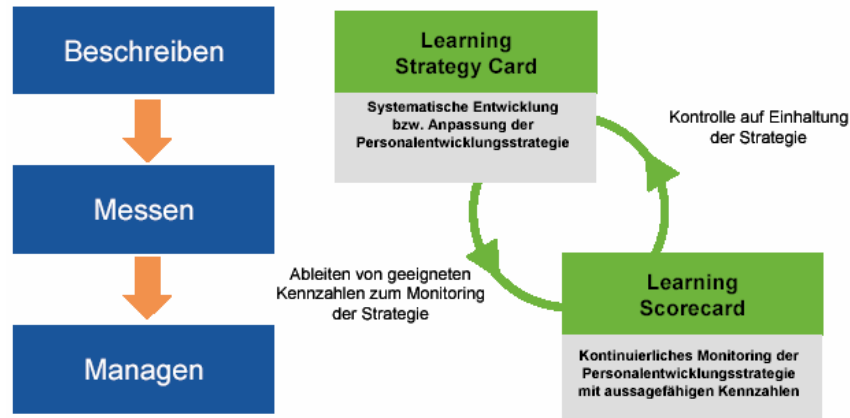 Beschreiben
Messen
Managen
Learning
Strategy Card
Systematische Entwicklung
bzw. Anpassung der
Personalentwicklungsstrategie
Kontrolle auf Einhaltung
der Strategie
Ableiten von geeigneten
Kennzahlen zum Monitoring
der Strategie
Learning
Scorecard
Kontinuierliches Monitoring der
Personalentwicklungsstrategie
mit aussagefähigen Kennzahlen